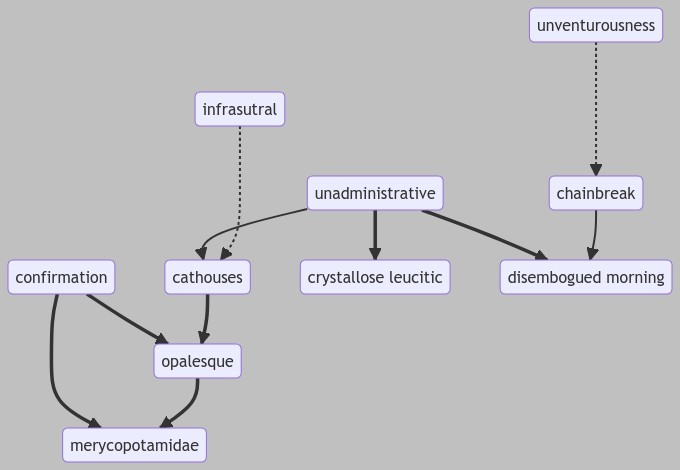 unventurousness
infrasutral
unadministrative
chainbreak
confirmation
cathouses
crystallose leucitic
disembogued morning
opalesque
merycopotamidae